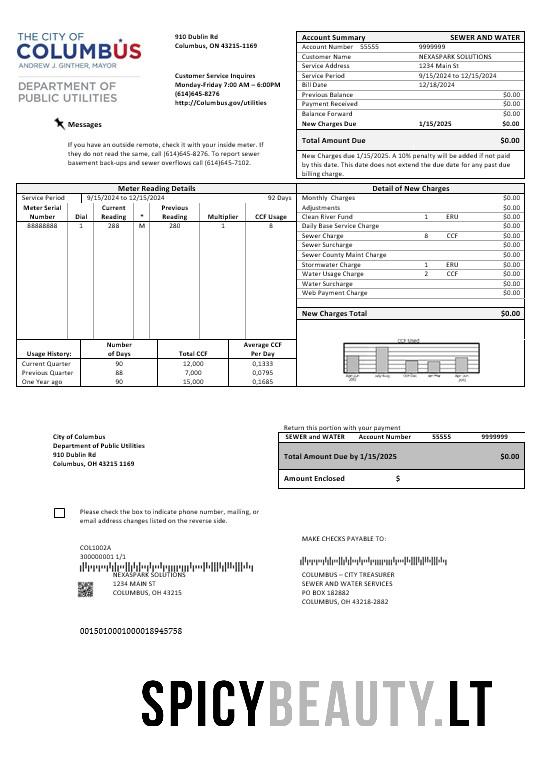 THE CITY OF
COLUMBUS
ANDREW J. GINTHER, MAYOR
DEPARTMENT OF
PUBLIC UTILITIES
910 Dublin Rd
Columbus, ON 43215-1169
Customer Service Inquires
Monday-Friday 7:00 AM – 6:00PM
(614)645-8276
http://Columbus.gov/utilities
Messages
If you have an outside remote, check it with your inside meter. If
they do not read the same, call (614)645-8276. To report sewer
basement back-ups and sewer overflows call (614)645-7102.
Account Summary SEWER AND WATER
Account Number 55555 9999999
Customer Name NEXASPARK SOLUTIONS
Service Address 1234 Main St
Service Period 9/15/2024 to 12/15/2024
Bill Date 12/18/2024
Previous Balance $0.00
Payment Received $0.00
Balance Forward $0.00
New Charges Due 1/15/2025 $0.00
Total Amount Due $0.00
New Charges due 1/15/2025. A 10% penalty will be added if not paid
by this date. This date does not extend the due date for any past due
billing charge.
Meter Reading Details
Service Period 9/15/2024 to 12/15/2024 92 Days
Meter Serial Number Dial Current Reading * Previous Reading Multiplier CCF Usage
88888888 1 288 M 280 1 8
Usage History: Number of Days Total CCF Average CCF Per Day
Current Quarter 90 12,000 0,1333
Previous Quarter 88 7,000 0,0795
One Year ago 90 15,000 0,1685
Detail of New Charges
Monthly Charges $0.00
Adjustments $0.00
Clean River Fund 1 ERU $0.00
Daily Base Service Charge $0.00
Sewer Charge 8 CCF $0.00
Sewer Surcharge $0.00
Sewer County Maint Charge $0.00
Stormwater Charge 1 ERU $0.00
Water Usage Charge 2 CCF $0.00
Water Surcharge $0.00
Web Payment Charge $0.00
New Charges Total $0.00
CCF Used
City of Columbus
Department of Public Utilities
910 Dublin Rd
Columbus, OH 43215 1169
Return this portion with your payment
SEWER and WATER Account Number 55555 9999999
Total Amount Due by 1/15/2025 $0.00
Amount Enclosed $
Please check the box to indicate phone number, mailing, or
email address changes listed on the reverse side.
COL1002A
300000001 1/1
NEXASPARK SOLUTIONS
1234 MAIN ST
COLUMBUS, OH 43215
MAKE CHECKS PAYABLE TO:
COLUMBUS – CITY TREASURER
SEWER AND WATER SERVICES
PO BOX 182882
COLUMBUS, OH 43218-2882
0015010001000018945758
SPICYBEAUTY.LT